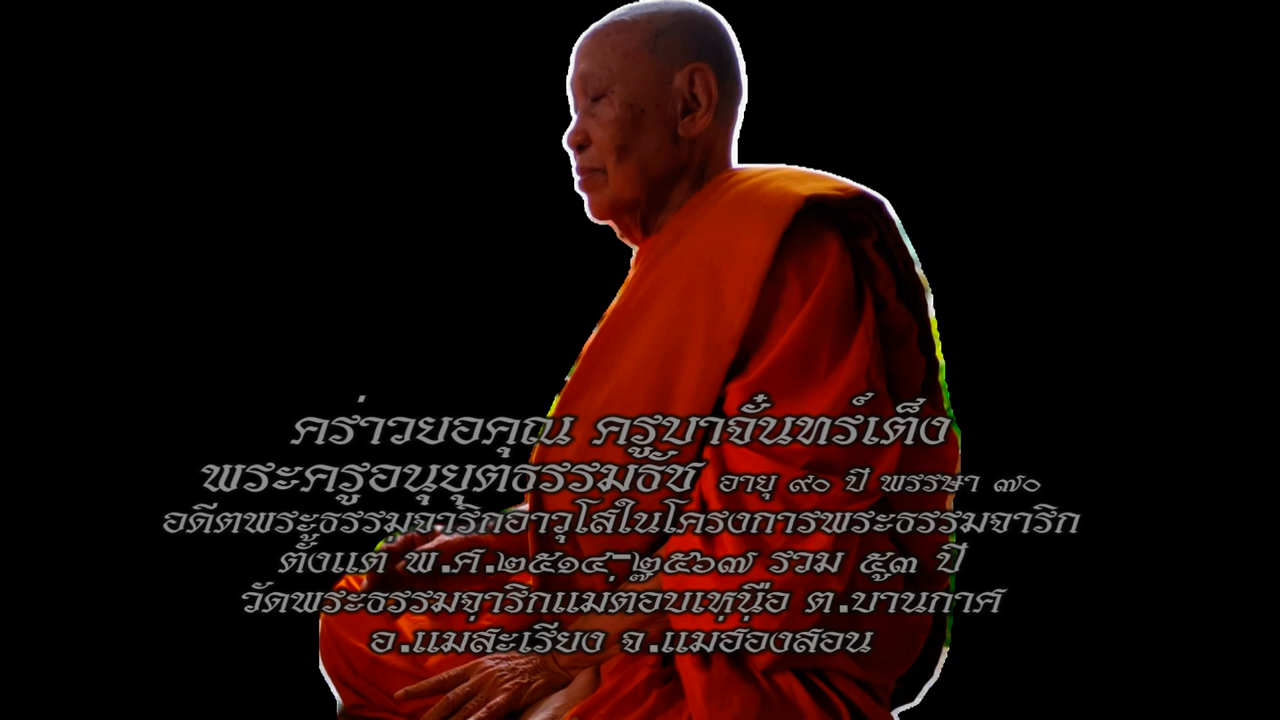 คร่าวยอคุณ ครูบาจั๋นทร์เต็ง
พระครูอนุยุตธรรมธัช อายุ ๙๐ ปี พรรษา ๗๐
อดีตพระธรรมจาริกอาวุโสในโครงการพระธรรมจาริก
ตั้งแต่ พ.ศ.๒๕๑๔-๒๕๖๗ รวม ๕๓ ปี
วัดพระธรรมจาริกแม่ต๊อบเหนือ ต.บ้านกาศ
อ.แม่สะเรียง จ.แม่ฮ่องสอน